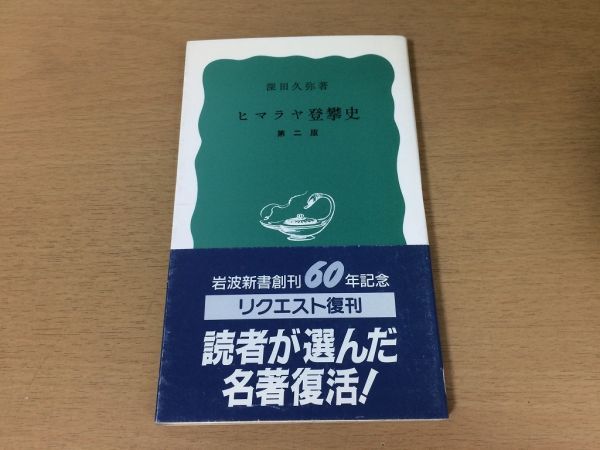 深田久弥著
ヒマラヤ登攀史
第二版
岩波新書創刊60年記念
リクエスト復刊
読者が選んだ
名著復活!